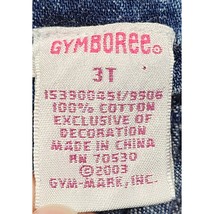 GYMBORee®
3T
153900451/9506
100% COTTON
EXCLUSIVE OF
DECORATION
MADE IN CHINA
RN 70530
©2003
GYM-MARK, INC.